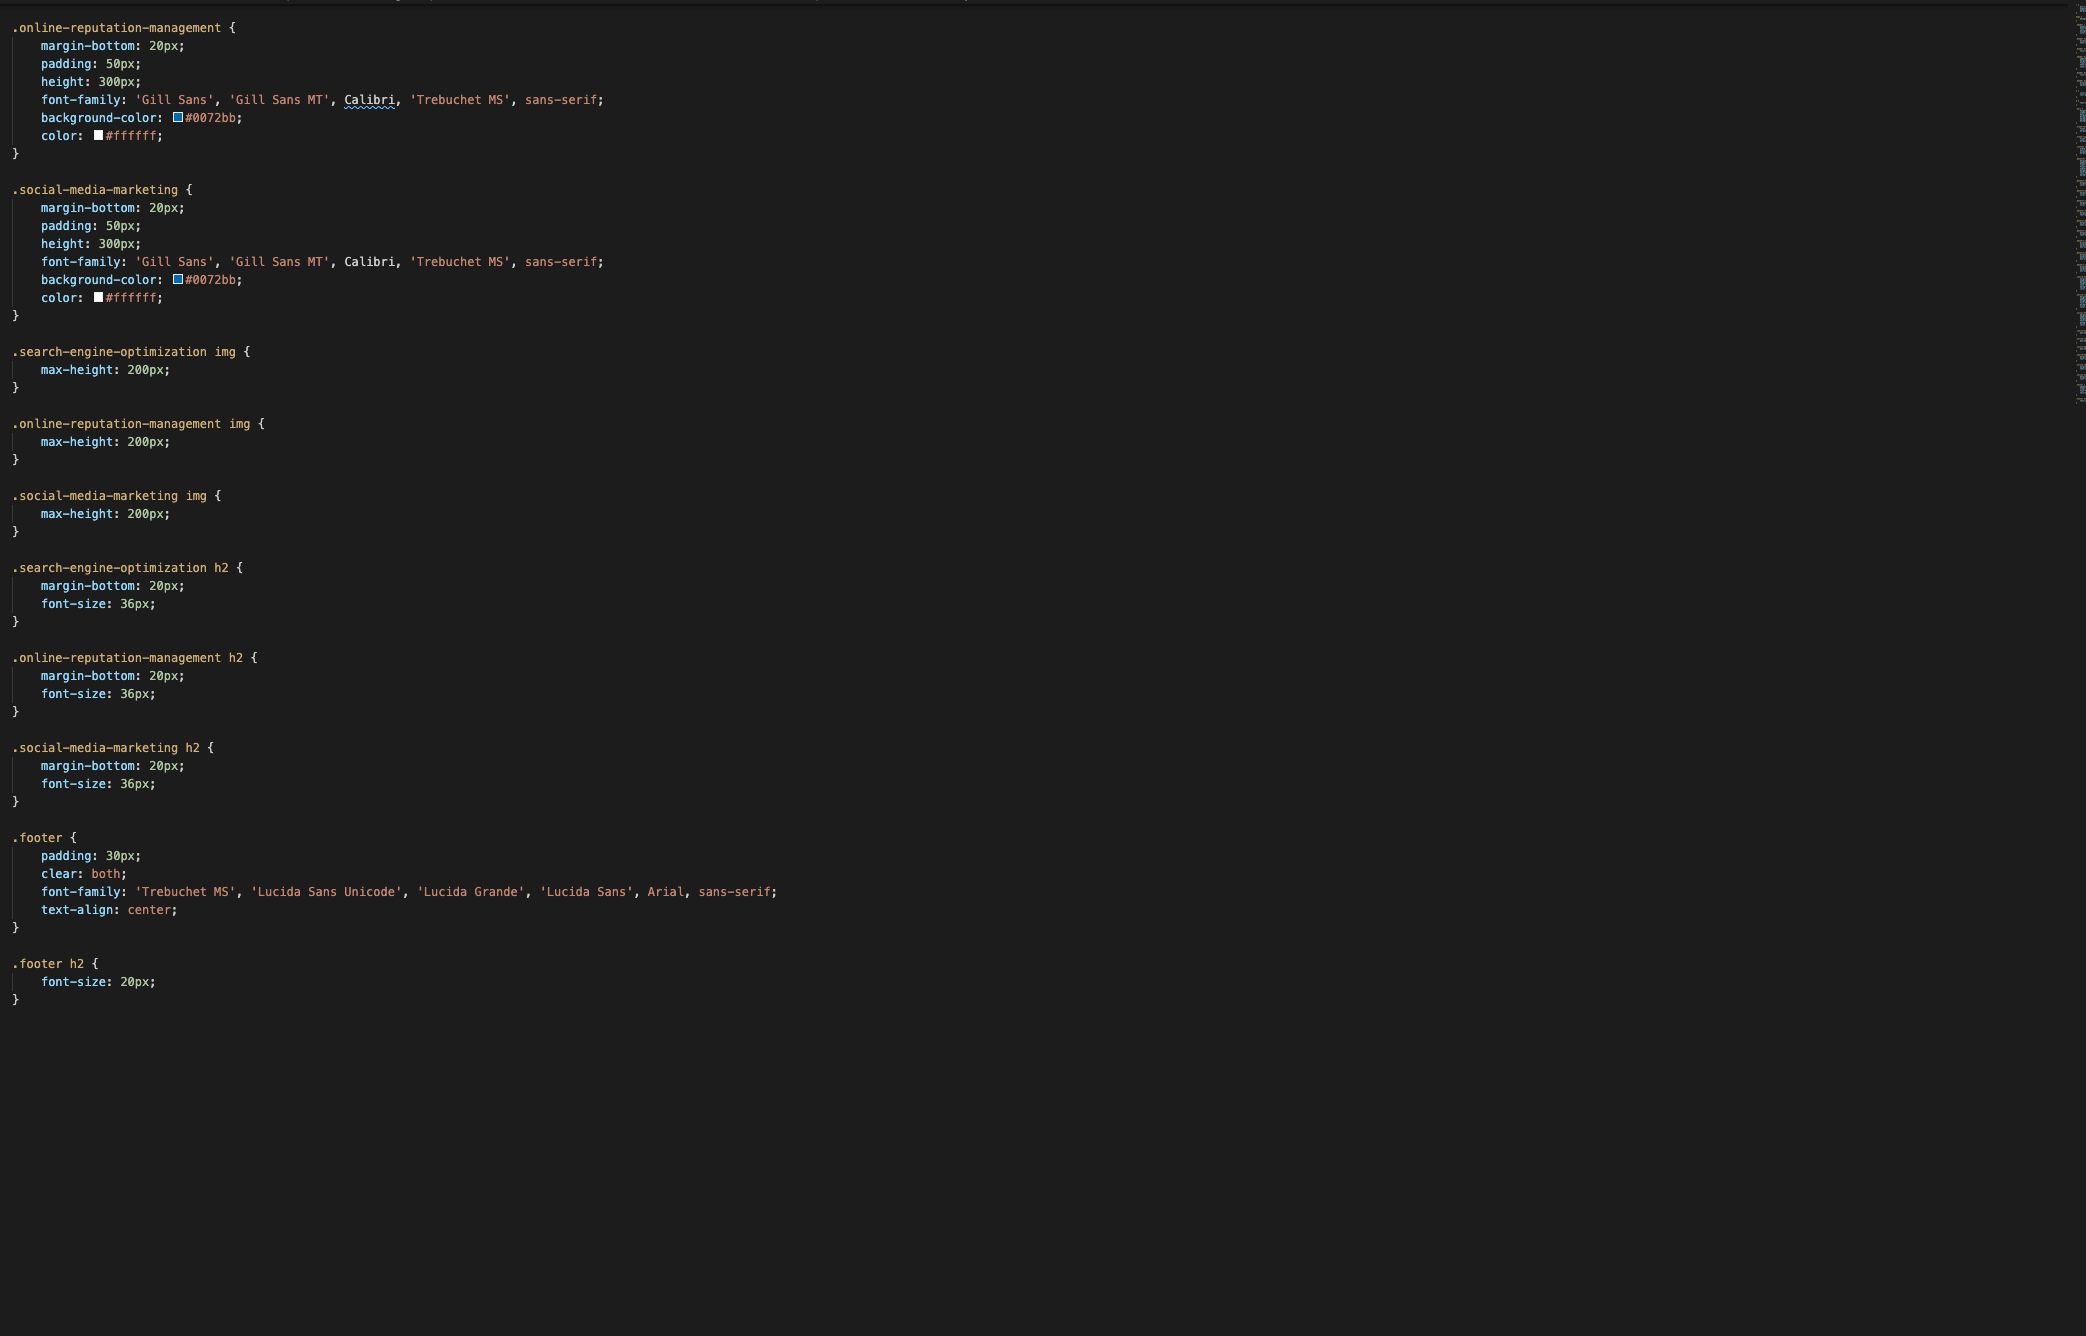 .online-reputation-management {
    margin-bottom: 20px;
    padding: 50px;
    height: 300px;
    font-family: 'Gill Sans', 'Gill Sans MT', Calibri, 'Trebuchet MS', sans-serif;
    background-color: #0072bb;
    color: #ffffff;
}

.social-media-marketing {
    margin-bottom: 20px;
    padding: 50px;
    height: 300px;
    font-family: 'Gill Sans', 'Gill Sans MT', Calibri, 'Trebuchet MS', sans-serif;
    background-color: #0072bb;
    color: #ffffff;
}

.search-engine-optimization img {
    max-height: 200px;
}

.online-reputation-management img {
    max-height: 200px;
}

.social-media-marketing img {
    max-height: 200px;
}

.search-engine-optimization h2 {
    margin-bottom: 20px;
    font-size: 36px;
}

.online-reputation-management h2 {
    margin-bottom: 20px;
    font-size: 36px;
}

.social-media-marketing h2 {
    margin-bottom: 20px;
    font-size: 36px;
}

.footer {
    padding: 30px;
    clear: both;
    font-family: 'Trebuchet MS', 'Lucida Sans Unicode', 'Lucida Grande', 'Lucida Sans', Arial, sans-serif;
    text-align: center;
}

.footer h2 {
    font-size: 20px;
}